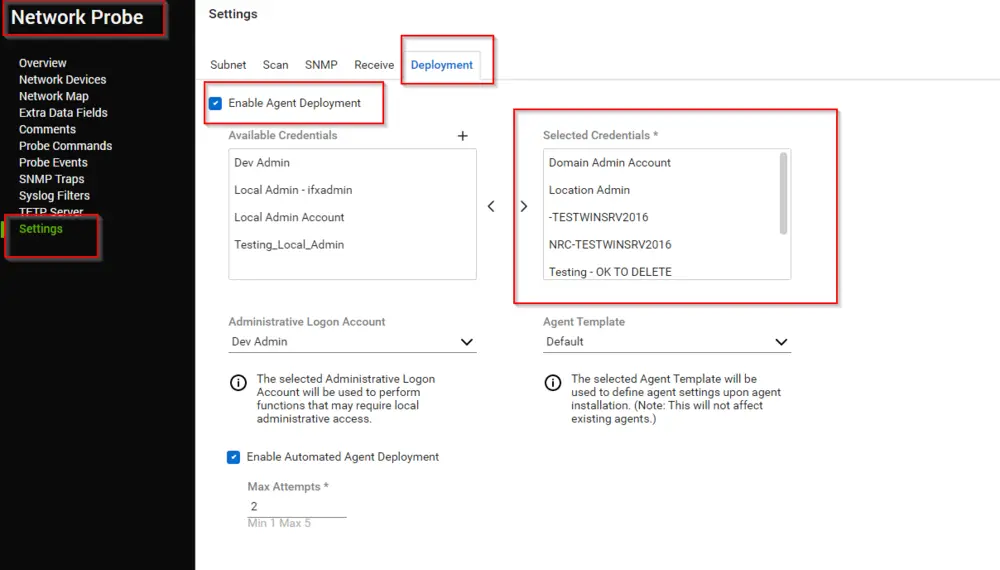 Network Probe
Overview
Network Devices
Network Map
Extra Data Fields
Comments
Probe Commands
Probe Events
SNMP Traps
Syslog Filters
TFTP Server
Settings
Settings
Subnet Scan SNMP Receive Deployment
Enable Agent Deployment
Available Credentials +
Dev Admin
Local Admin - ifxadmin
Local Admin Account
Testing_Local_Admin
Selected Credentials *
Domain Admin Account
Location Admin
-TESTWINSRV2016
NRC-TESTWINSRV2016
Testing - OK TO DELETE
Administrative Logon Account
Dev Admin
The selected Administrative Logon
Account will be used to perform
functions that may require local
administrative access.
Agent Template
Default
The selected Agent Template will be
used to define agent settings upon agent
installation. (Note: This will not affect
existing agents.)
Enable Automated Agent Deployment
Max Attempts *
2
Min 1 Max 5